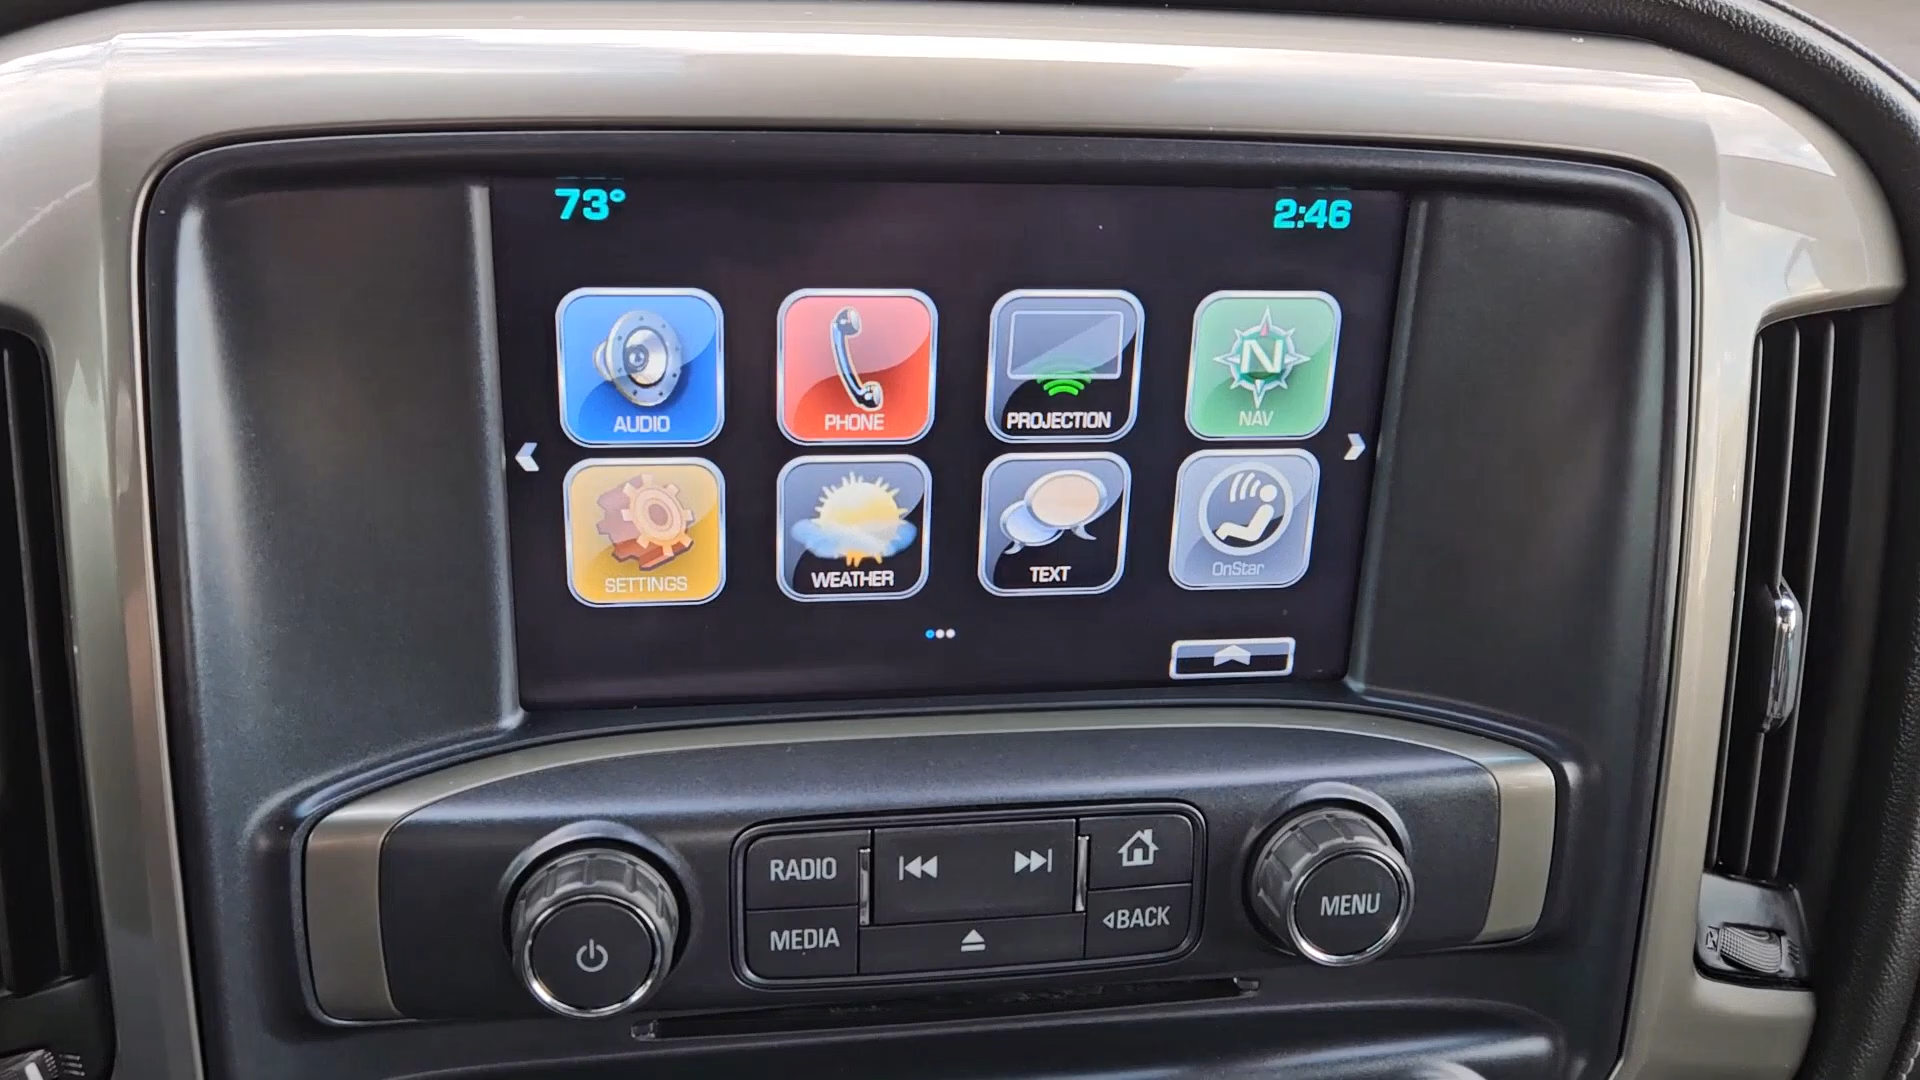 73°
2:46
AUDIO
PHONE
PROJECTION
N
NAV
SETTINGS
WEATHER
TEXT
OnStar
RADIO
MEDIA
BACK
MENU